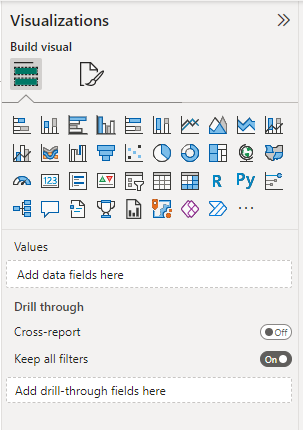 Visualizations
Build visual
123
R
Py
Values
Add data fields here
Drill through
Cross-report
Off
Keep all filters
On
Add drill-through fields here